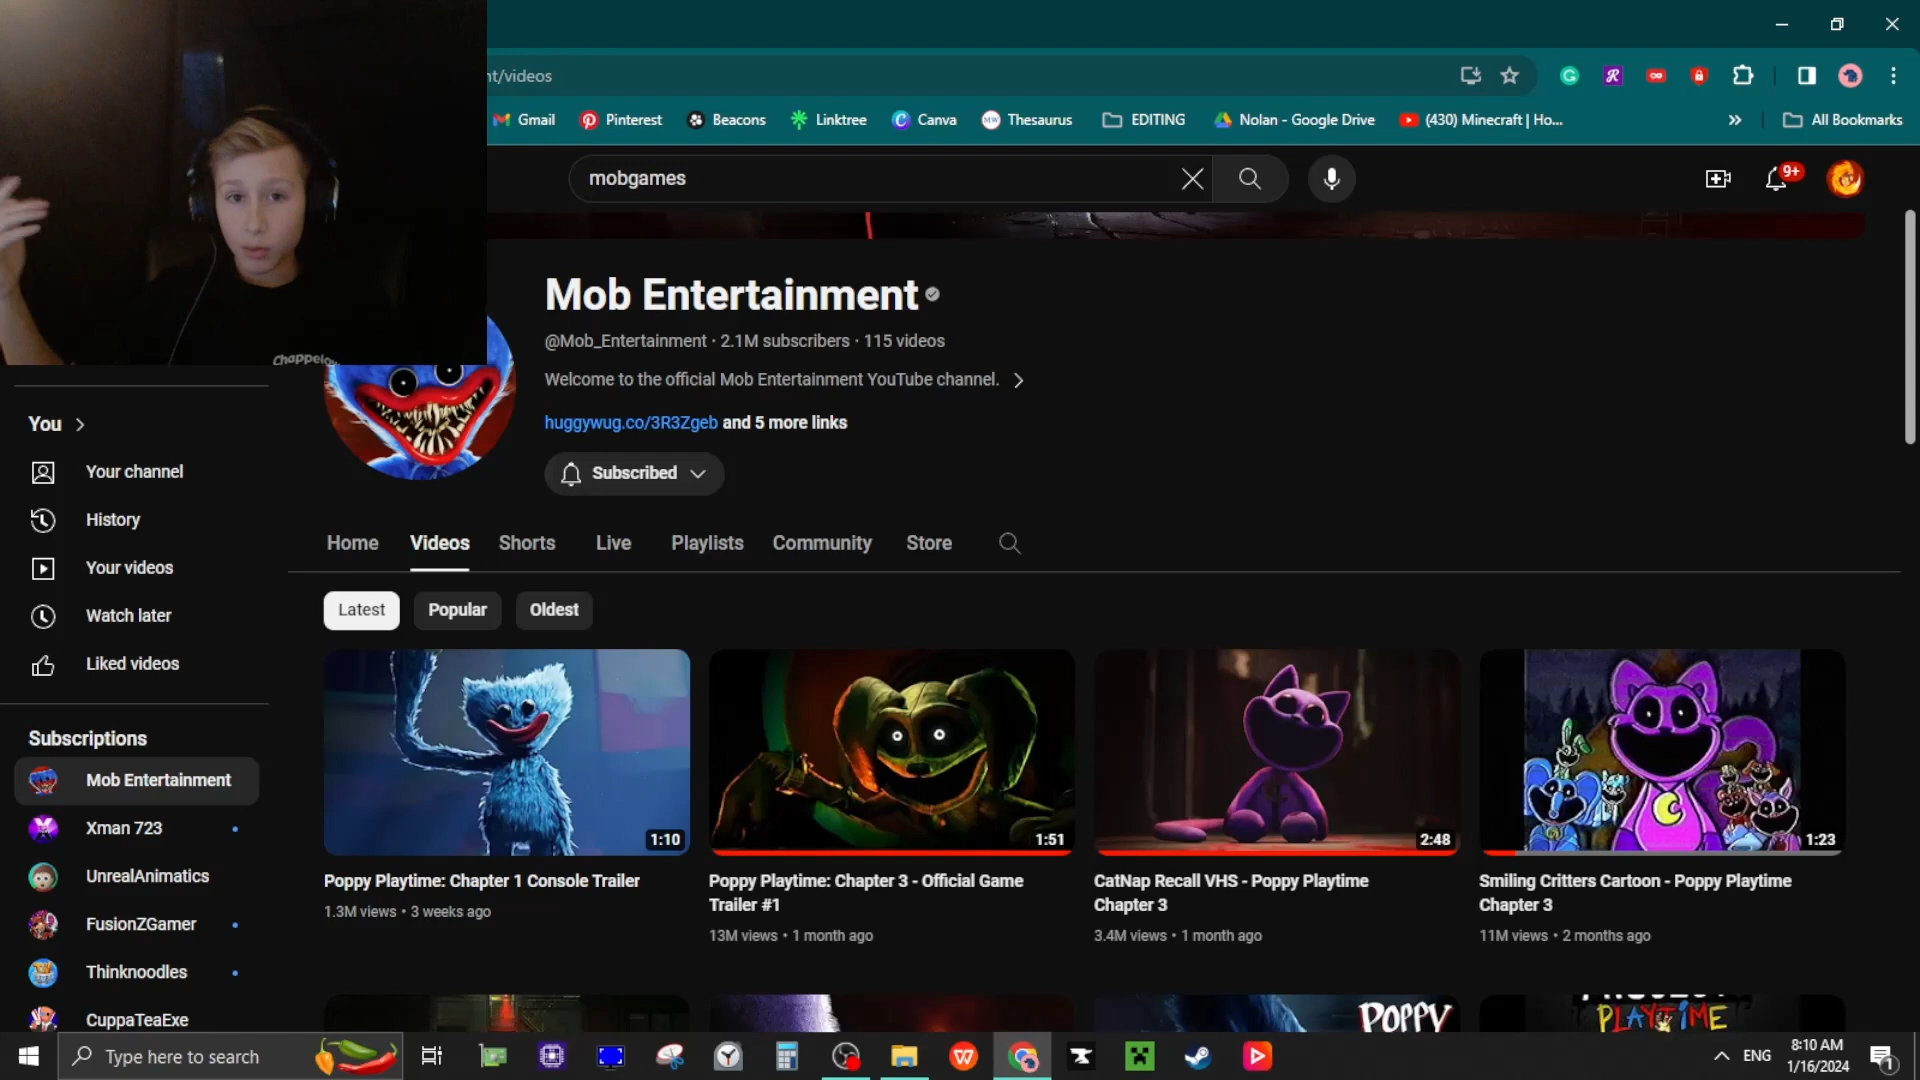 nt/videos
Gmail
Pinterest
Beacons
Linktree
Canva
Thesaurus
EDITING
Nolan - Google Drive
(430) Minecraft | Ho...
»
All Bookmarks
mobgames
9+
Chappelow
Mob Entertainment
@Mob_Entertainment · 2.1M subscribers · 115 videos
Welcome to the official Mob Entertainment YouTube channel.
huggywug.co/3R3Zgeb and 5 more links
Subscribed
Home Videos Shorts Live Playlists Community Store
Latest Popular Oldest
You
Your channel
History
Your videos
Watch later
Liked videos
Subscriptions
Mob Entertainment
Xman 723
UnrealAnimatics
FusionZGamer
Thinknoodles
CuppaTeaExe
1:10
Poppy Playtime: Chapter 1 Console Trailer
1.3M views • 3 weeks ago
1:51
Poppy Playtime: Chapter 3 - Official Game
Trailer #1
13M views • 1 month ago
2:48
CatNap Recall VHS - Poppy Playtime
Chapter 3
3.4M views • 1 month ago
1:23
Smiling Critters Cartoon - Poppy Playtime
Chapter 3
11M views • 2 months ago
POPPY
PLAYTIME
Type here to search
ENG
8:10 AM
1/16/2024
1